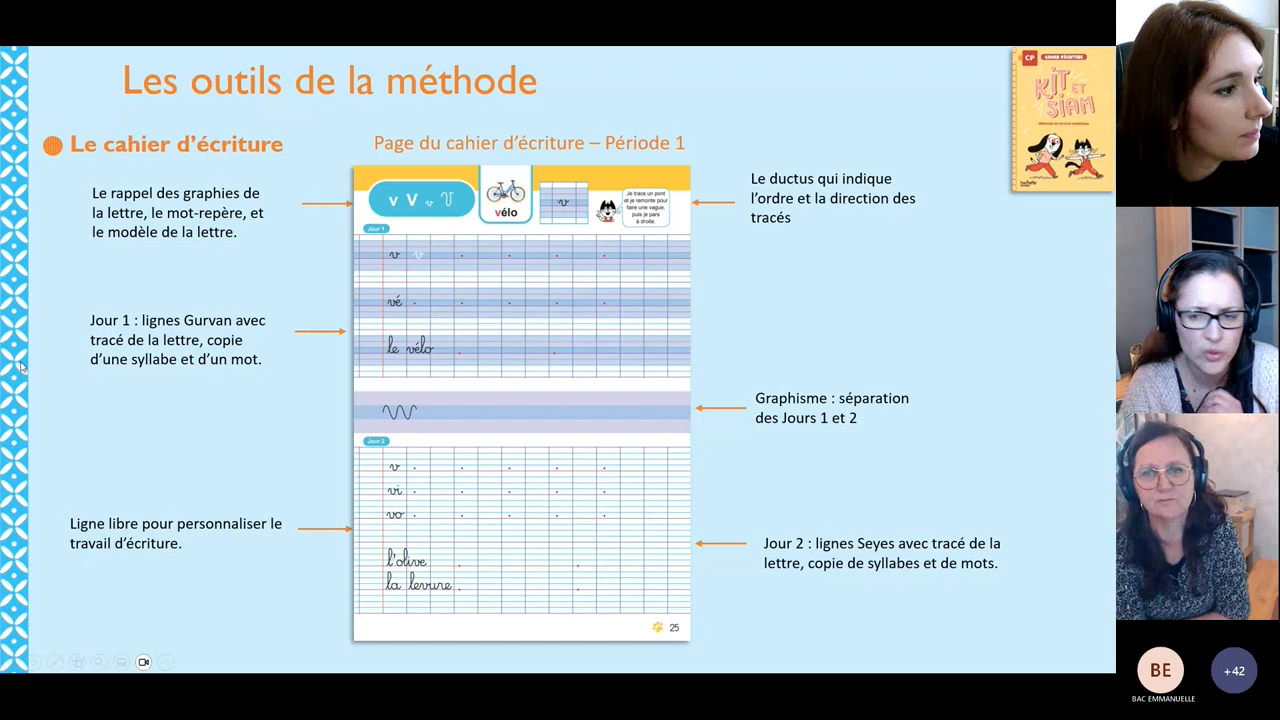 Les outils de la méthode
Le cahier d'écriture
Page du cahier d'écriture – Période 1
CP
KiT ET
SiAM
hachette
Le rappel des graphies de
la lettre, le mot-repère, et
le modèle de la lettre.
v V v V
vélo
v
Je trace un pont
et je remonte pour
faire une vague,
puis je pars
à droite.
Le ductus qui indique
l'ordre et la direction des
tracés
Jour 1
v v
vé
le vélo
Jour 1 : lignes Gurvan avec
tracé de la lettre, copie
d'une syllabe et d'un mot.
Graphisme : séparation
des Jours 1 et 2
Jour 2
v
vi
vo
l'olive
la levure
Ligne libre pour personnaliser le
travail d'écriture.
Jour 2 : lignes Seyes avec tracé de la
lettre, copie de syllabes et de mots.
25
BE
BAC EMMANUELLE
+42